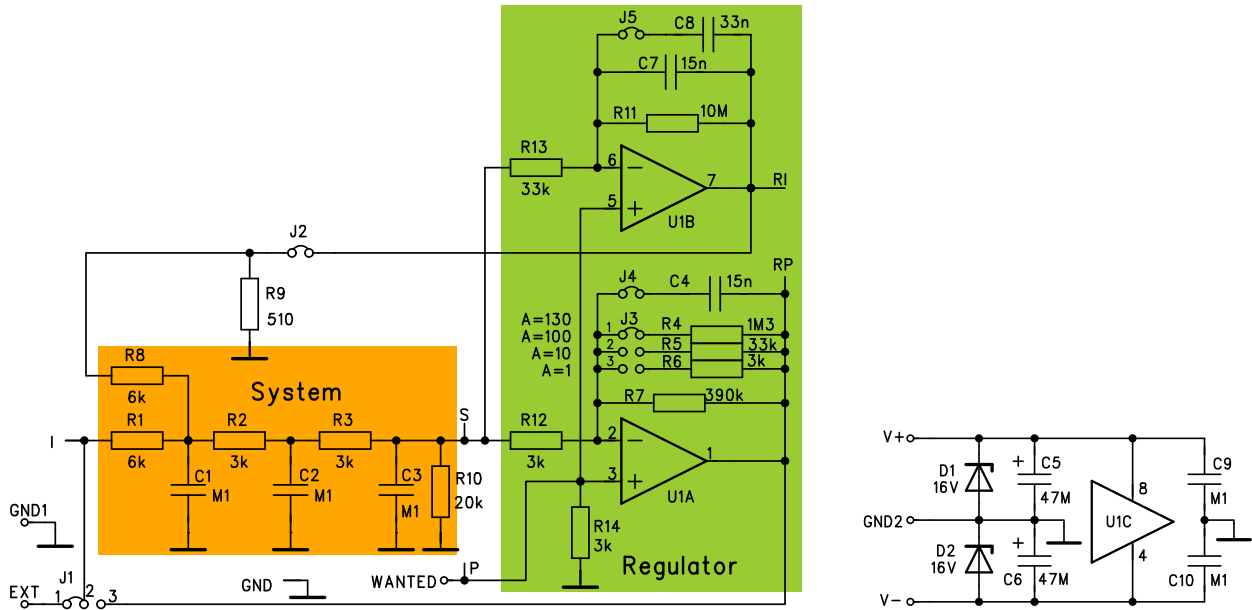 J5 C8 33n
C7 15n
R11 10M
R13
33k
6
5
7
RI
U1B
J2
R9
510
RP
J4 C4 15n
A=130
A=100
A=10
A=1
J3
1 R4 1M3
2 R5 33k
3 R6 3k
R7 390k
System
R8
6k
I
R1
6k
R2
3k
R3
3k
S
R12
3k
2
3
1
U1A
C1
M1
C2
M1
C3
M1
R10
20k
R14
3k
GND1
EXT
J1
1 2 3
GND
WANTED
P
Regulator
V+
D1
16V
+ C5
47M
8
C9
M1
GND2
U1C
D2
16V
+
C6 47M
4
C10 M1
V-